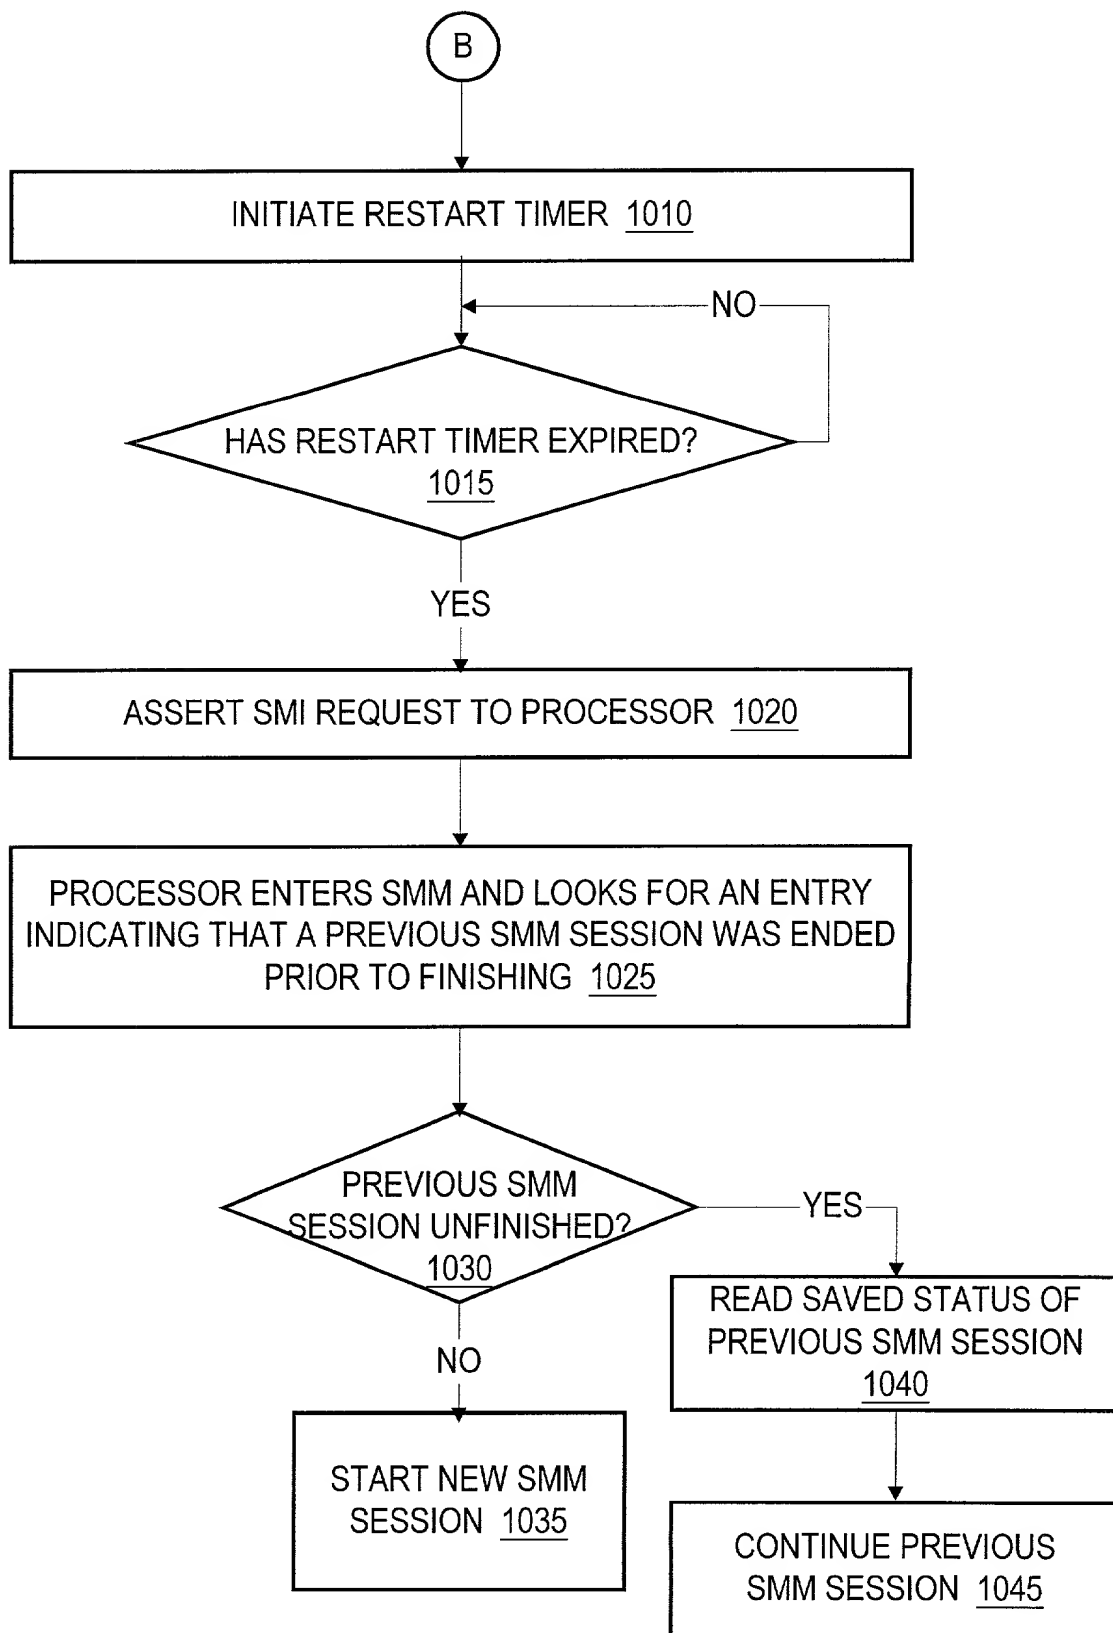 B
INITIATE RESTART TIMER 1010
NO
HAS RESTART TIMER EXPIRED?
1015
YES
ASSERT SMI REQUEST TO PROCESSOR 1020
PROCESSOR ENTERS SMM AND LOOKS FOR AN ENTRY
INDICATING THAT A PREVIOUS SMM SESSION WAS ENDED
PRIOR TO FINISHING 1025
PREVIOUS SMM
SESSION UNFINISHED?
1030
YES
NO
READ SAVED STATUS OF
PREVIOUS SMM SESSION
1040
START NEW SMM
SESSION 1035
CONTINUE PREVIOUS
SMM SESSION 1045